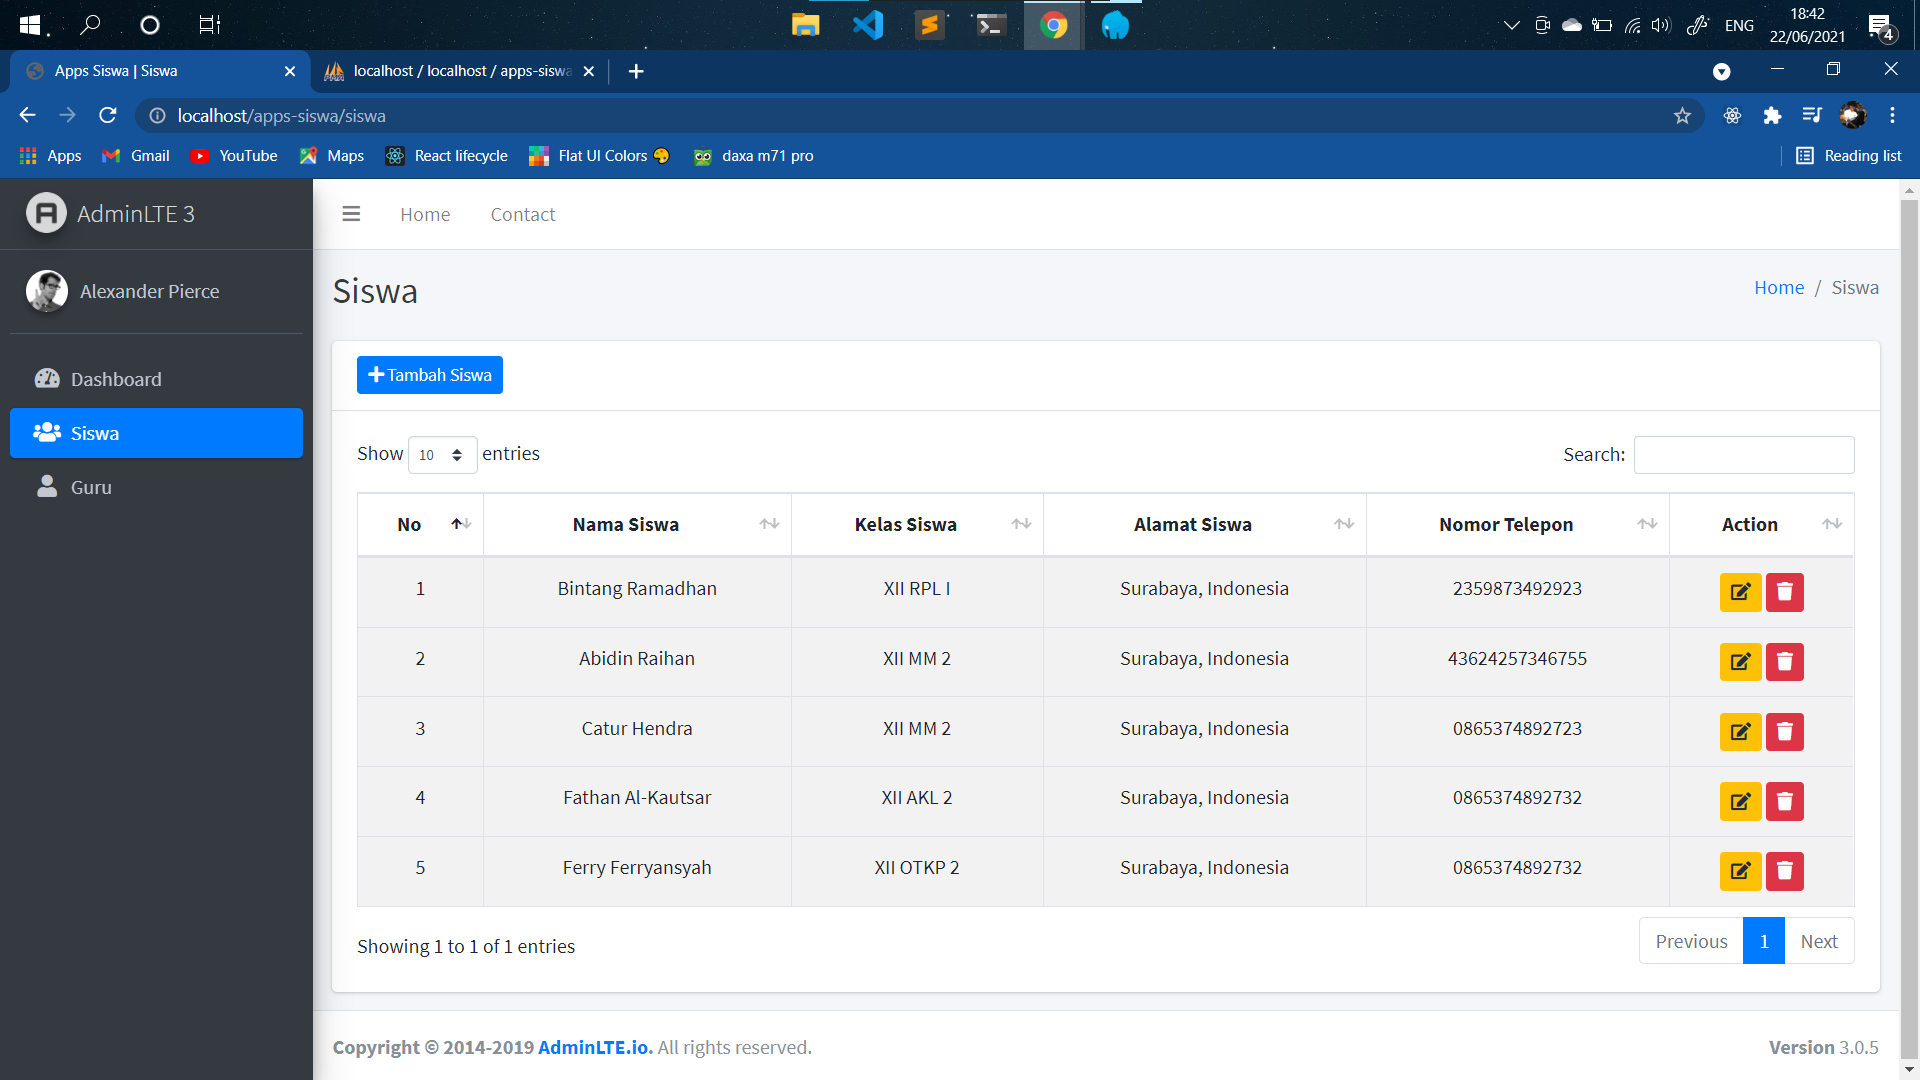 ENG
18:42
22/06/2021
4
Apps Siswa | Siswa
localhost / localhost / apps-siswa
localhost/apps-siswa/siswa
Apps
Gmail
YouTube
Maps
React lifecycle
Flat UI Colors
daxa m71 pro
Reading list
AdminLTE 3
Home
Contact
Alexander Pierce
Siswa
Home / Siswa
Dashboard
Siswa
Guru
Tambah Siswa
Show 10 entries
Search:
No Nama Siswa Kelas Siswa Alamat Siswa Nomor Telepon Action
1 Bintang Ramadhan XII RPL I Surabaya, Indonesia 2359873492923
2 Abidin Raihan XII MM 2 Surabaya, Indonesia 43624257346755
3 Catur Hendra XII MM 2 Surabaya, Indonesia 0865374892723
4 Fathan Al-Kautsar XII AKL 2 Surabaya, Indonesia 0865374892732
5 Ferry Ferryansyah XII OTKP 2 Surabaya, Indonesia 0865374892732
Showing 1 to 1 of 1 entries
Previous 1 Next
Copyright © 2014-2019 AdminLTE.io. All rights reserved.
Version 3.0.5